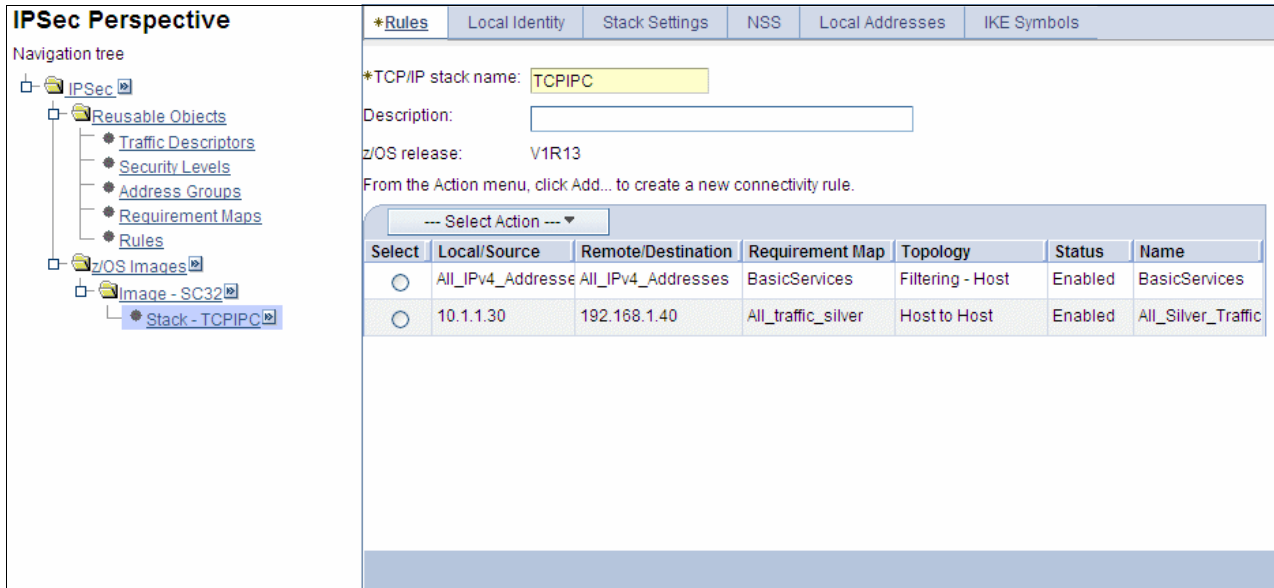 IPSec Perspective
Navigation tree
IPSec
Reusable Objects
Traffic Descriptors
Security Levels
Address Groups
Requirement Maps
Rules
z/OS Images
Image - SC32
Stack - TCPIPC
*Rules Local Identity Stack Settings NSS Local Addresses IKE Symbols
*TCP/IP stack name: TCPIPC
Description:
z/OS release: V1R13
From the Action menu, click Add... to create a new connectivity rule.
--- Select Action ---
Select Local/Source Remote/Destination Requirement Map Topology Status Name
All_IPv4_Addresse All_IPv4_Addresses BasicServices Filtering - Host Enabled BasicServices
10.1.1.30 192.168.1.40 All_traffic_silver Host to Host Enabled All_Silver_Traffic